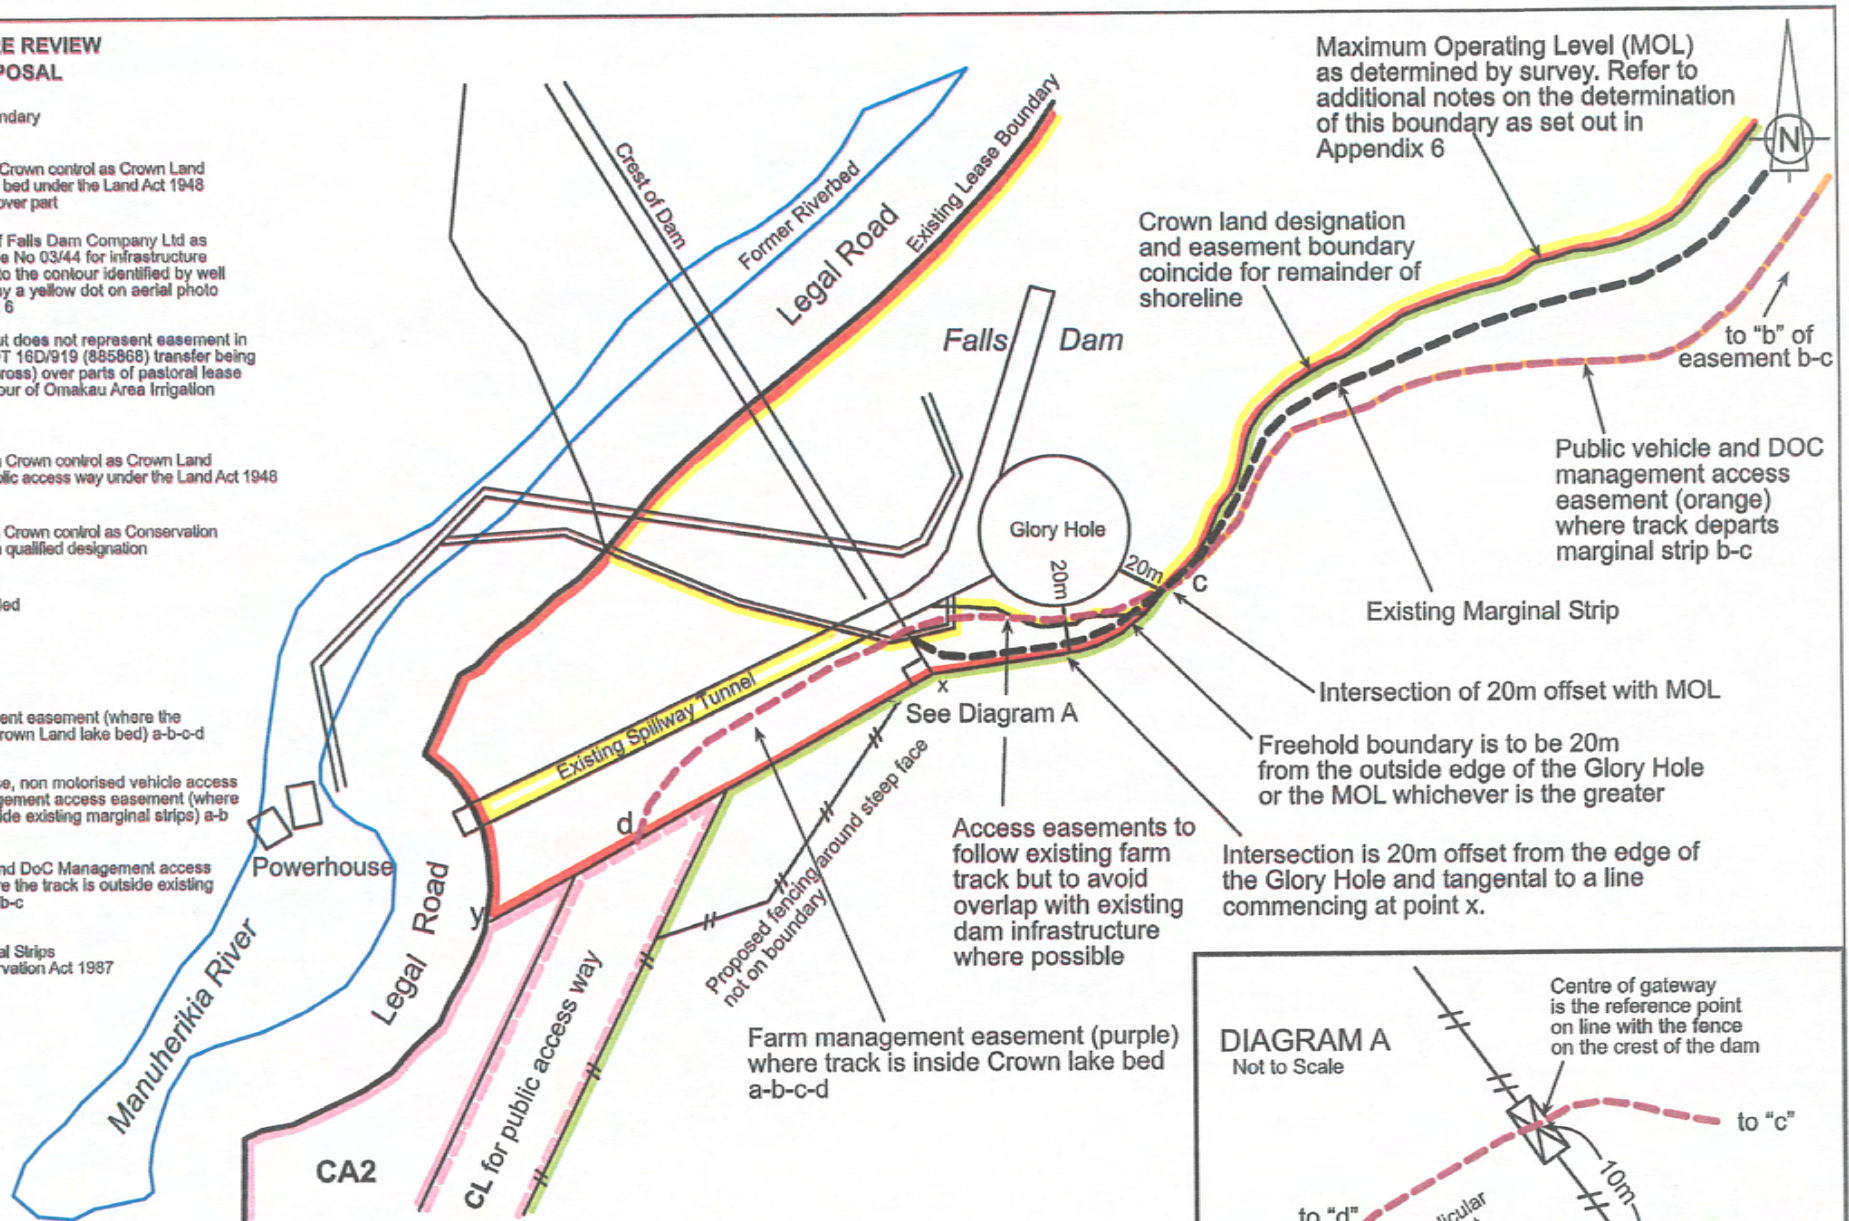 E REVIEW
POSAL
ndary
Crown control as Crown Land
bed under the Land Act 1948
over part
f Falls Dam Company Ltd as
e No 03/44 for infrastructure
to the contour identified by well
by a yellow dot on aerial photo
6
ut does not represent easement in
T 16D/919 (885868) transfer being
ross) over parts of pastoral lease
our of Omakau Area Irrigation
Crown control as Crown Land
lic access way under the Land Act 1948
Crown control as Conservation
qualified designation
led
ent easement (where the
rown Land lake bed) a-b-c-d
e, non motorised vehicle access
gement access easement (where
ide existing marginal strips) a-b
nd DoC Management access
re the track is outside existing
b-c
al Strips
rvation Act 1987
Crest of Dam
Former Riverbed
Legal Road
Existing Lease Boundary
Falls Dam
Glory Hole
20m
20m
c
Maximum Operating Level (MOL)
as determined by survey. Refer to
additional notes on the determination
of this boundary as set out in
Appendix 6
N
Crown land designation
and easement boundary
coincide for remainder of
shoreline
to "b" of
easement b-c
Public vehicle and DOC
management access
easement (orange)
where track departs
marginal strip b-c
Existing Marginal Strip
Intersection of 20m offset with MOL
x
See Diagram A
Existing Spillway Tunnel
Freehold boundary is to be 20m
from the outside edge of the Glory Hole
or the MOL whichever is the greater
d
Access easements to
follow existing farm
track but to avoid
overlap with existing
dam infrastructure
where possible
Intersection is 20m offset from the edge of
the Glory Hole and tangental to a line
commencing at point x.
Powerhouse
y
Legal Road
Manuherikia River
Proposed fencing around steep face
not on boundary
CL for public access way
CA2
Farm management easement (purple)
where track is inside Crown lake bed
a-b-c-d
DIAGRAM A
Not to Scale
Centre of gateway
is the reference point
on line with the fence
on the crest of the dam
to "c"
10m
to "d"
licular